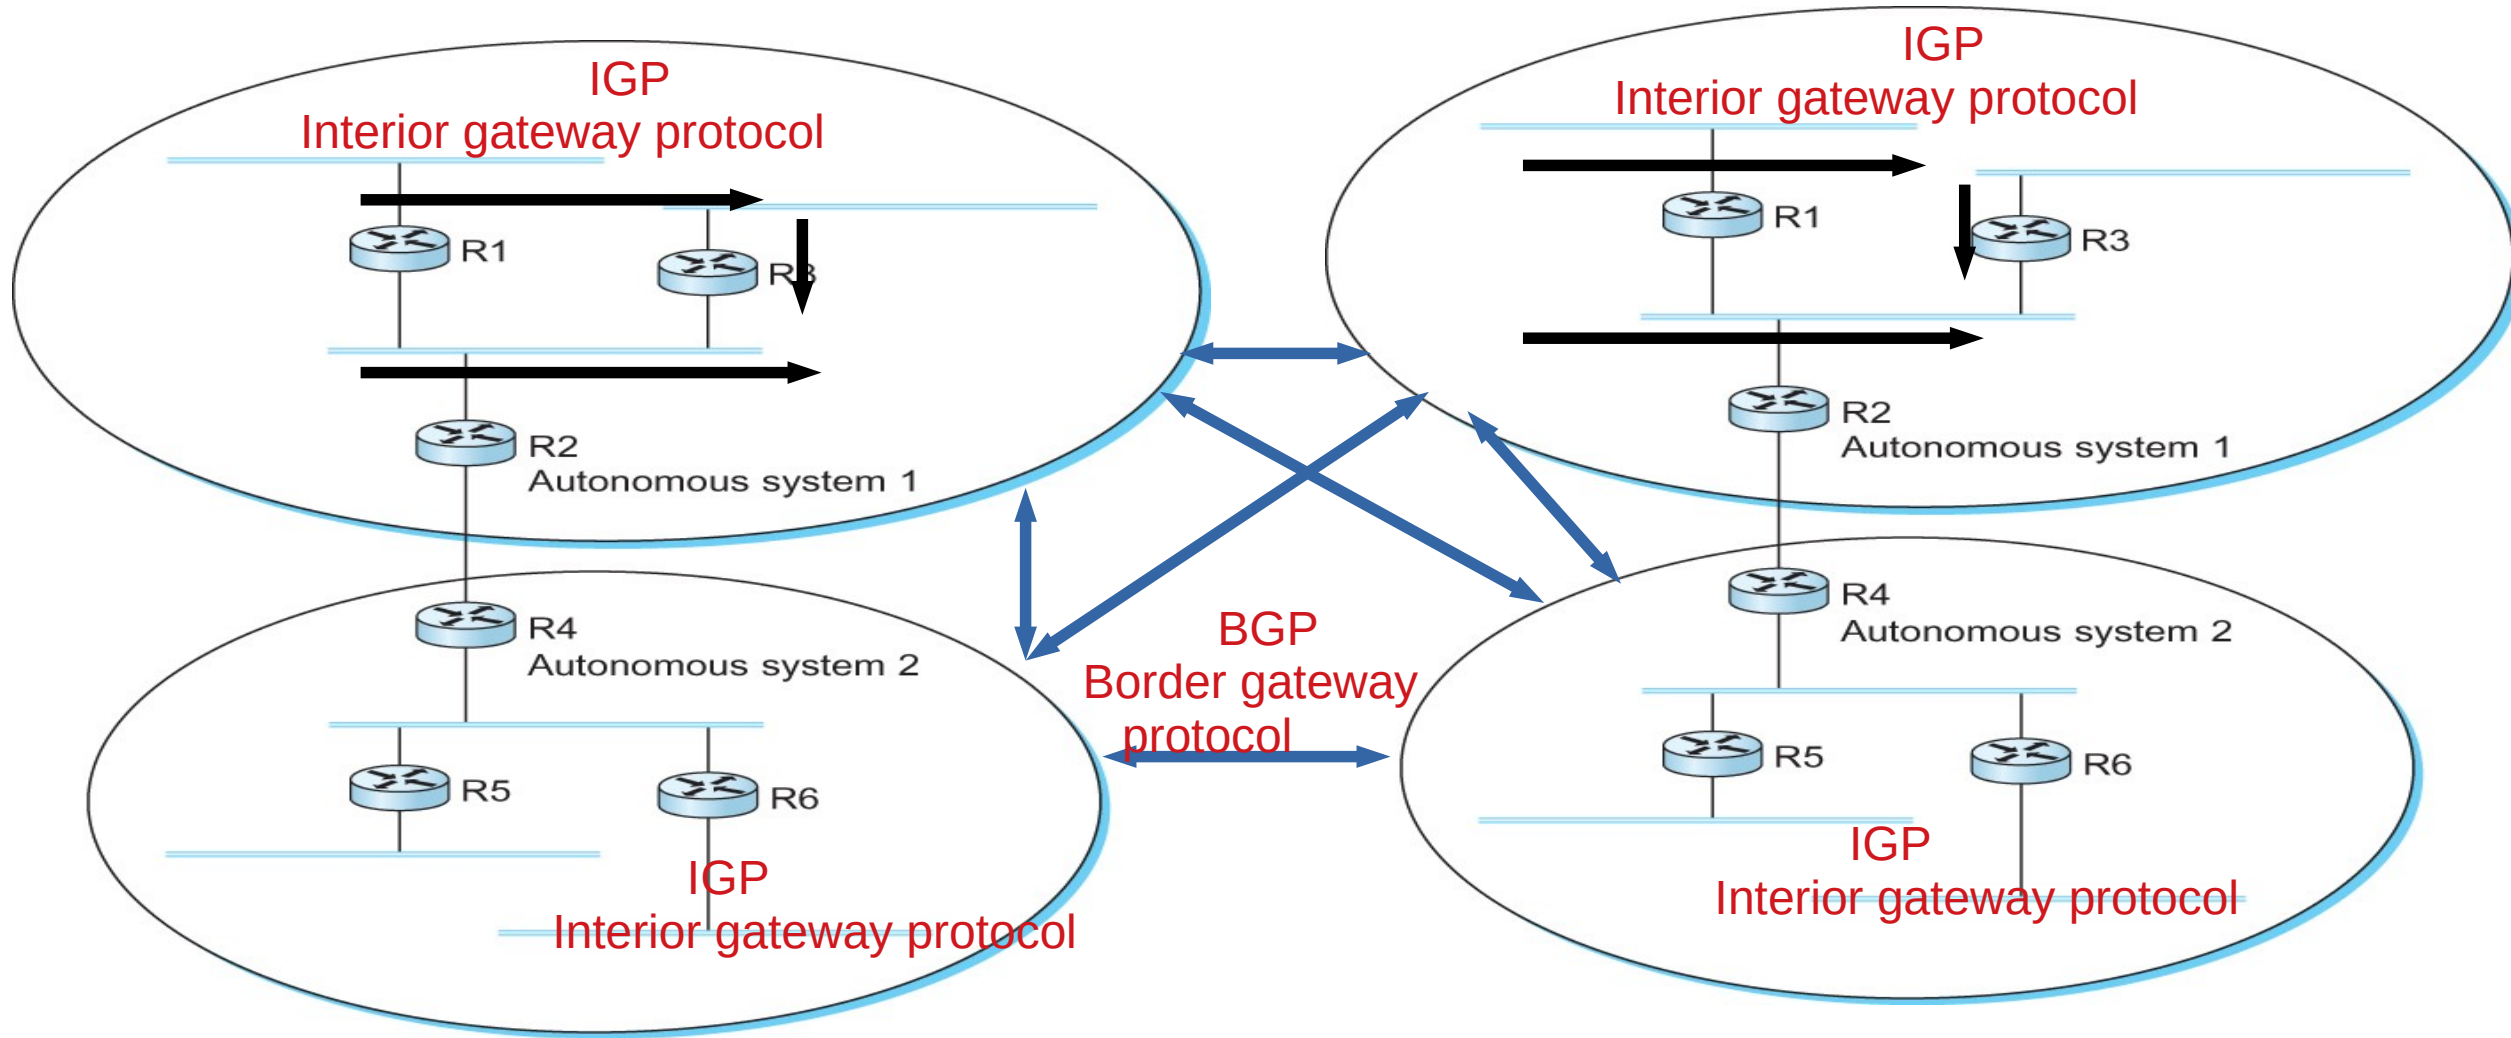 IGP
Interior gateway protocol
R1
R3
R2
Autonomous system 1
IGP
Interior gateway protocol
R1
R3
R2
Autonomous system 1
R4
Autonomous system 2
R5
R6
IGP
Interior gateway protocol
BGP
Border gateway
protocol
R4
Autonomous system 2
R5
R6
IGP
Interior gateway protocol